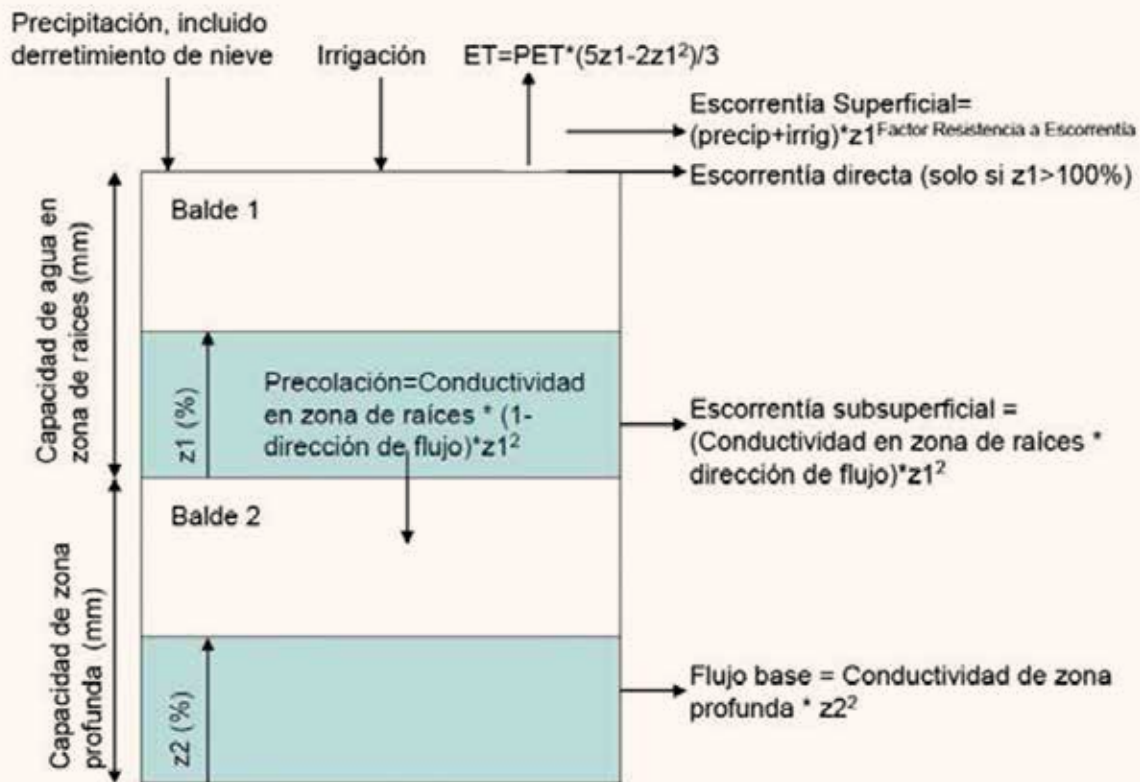 Precipitación, incluido
derretimiento de nieve
Irrigación
ET=PET*(5z1-2z1²)/3
Escorrentía Superficial=
(precip+irrig)*z1^Factor Resistencia a Escorrentía
Escorrentía directa (solo si z1>100%)
Capacidad de agua en
zona de raíces (mm)
Balde 1
z1 (%)
Precolación=Conductividad
en zona de raíces * (1-
dirección de flujo)*z1²
Escorrentía subsuperficial =
(Conductividad en zona de raíces *
dirección de flujo)*z1²
Capacidad de zona
profunda (mm)
Balde 2
z2 (%)
Flujo base = Conductividad de zona
profunda * z2²